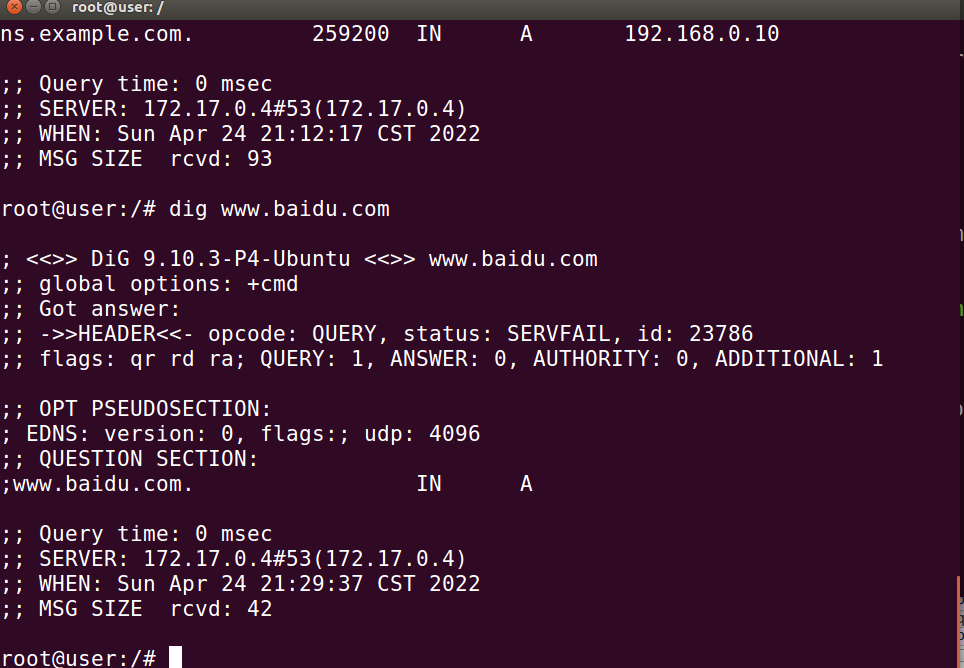 root@user: /
ns.example.com.         259200  IN      A       192.168.0.10
;; Query time: 0 msec
;; SERVER: 172.17.0.4#53(172.17.0.4)
;; WHEN: Sun Apr 24 21:12:17 CST 2022
;; MSG SIZE  rcvd: 93
root@user:/# dig www.baidu.com
; <<>> DiG 9.10.3-P4-Ubuntu <<>> www.baidu.com
;; global options: +cmd
;; Got answer:
;; ->>HEADER<<- opcode: QUERY, status: SERVFAIL, id: 23786
;; flags: qr rd ra; QUERY: 1, ANSWER: 0, AUTHORITY: 0, ADDITIONAL: 1
;; OPT PSEUDOSECTION:
; EDNS: version: 0, flags:; udp: 4096
;; QUESTION SECTION:
;www.baidu.com.                 IN      A
;; Query time: 0 msec
;; SERVER: 172.17.0.4#53(172.17.0.4)
;; WHEN: Sun Apr 24 21:29:37 CST 2022
;; MSG SIZE  rcvd: 42
root@user:/#